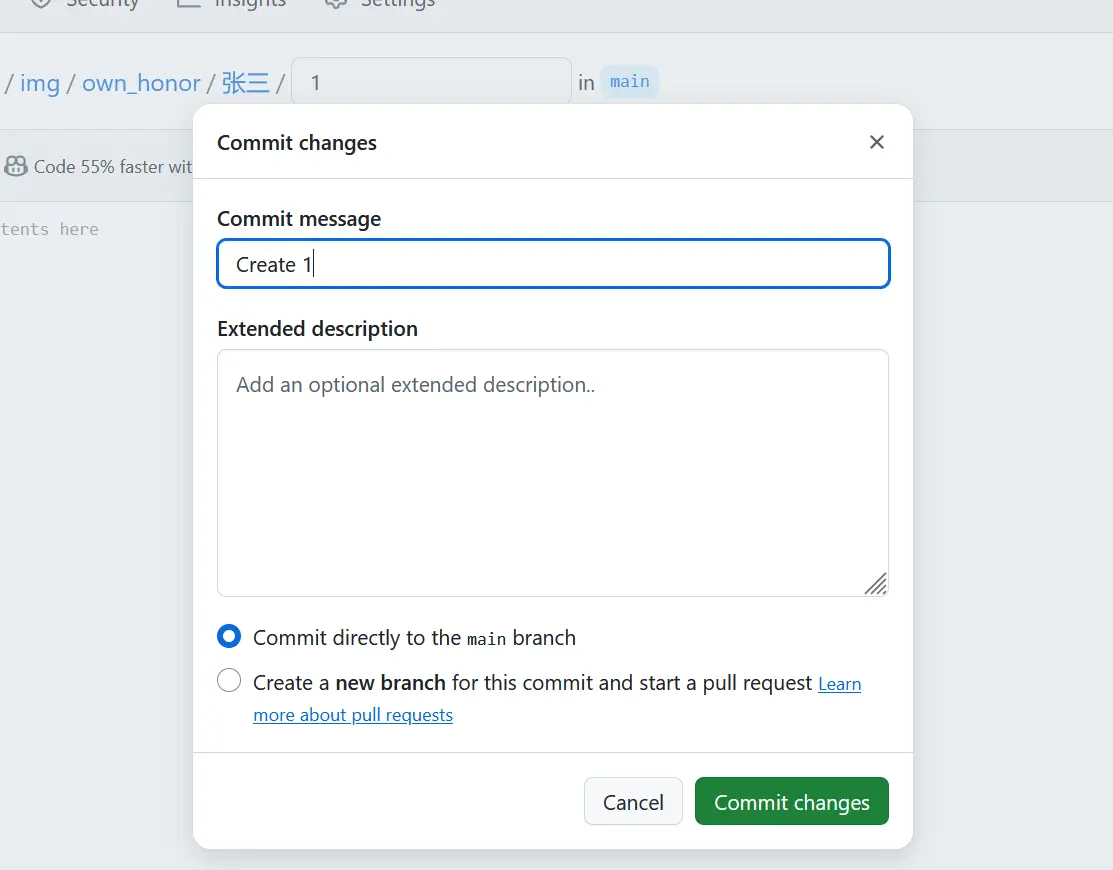 Security Insights Settings
/ img / own_honor / 张三 / 1 in main
Commit changes
Code 55% faster wit
Commit message
tents here
Create 1
Extended description
Add an optional extended description..
Commit directly to the main branch
Create a new branch for this commit and start a pull request Learn
more about pull requests
Cancel Commit changes